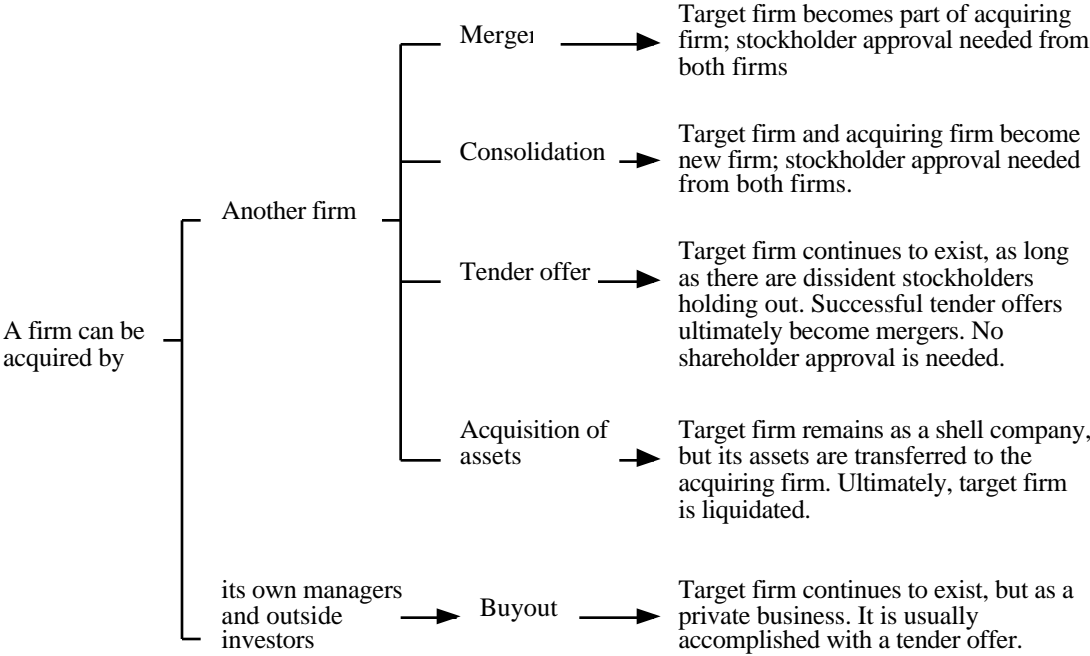 A firm can be
acquired by
Another firm
Merger
Target firm becomes part of acquiring
firm; stockholder approval needed from
both firms
Consolidation
Target firm and acquiring firm become
new firm; stockholder approval needed
from both firms.
Tender offer
Target firm continues to exist, as long
as there are dissident stockholders
holding out. Successful tender offers
ultimately become mergers. No
shareholder approval is needed.
Acquisition of
assets
Target firm remains as a shell company,
but its assets are transferred to the
acquiring firm. Ultimately, target firm
is liquidated.
its own managers
and outside
investors
Buyout
Target firm continues to exist, but as a
private business. It is usually
accomplished with a tender offer.